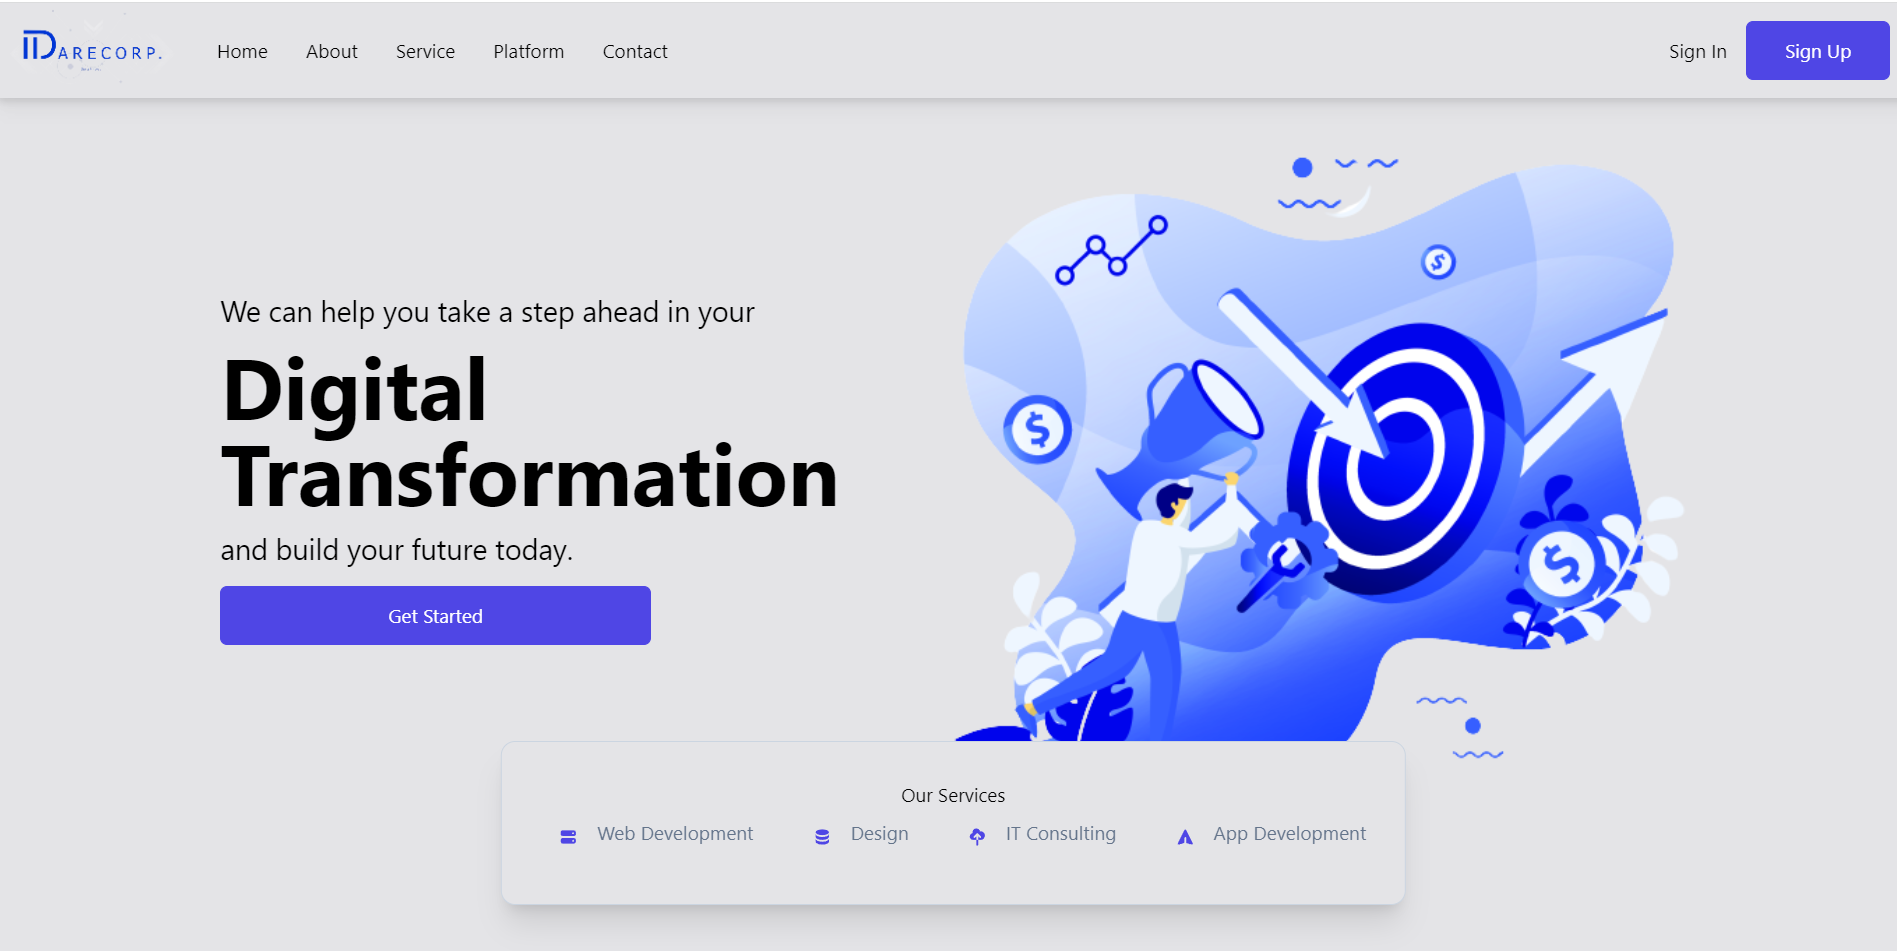 IDARECORP.
Home
About
Service
Platform
Contact
Sign In
Sign Up
We can help you take a step ahead in your
Digital
Transformation
and build your future today.
Get Started
$
$
$
Our Services
Web Development
Design
IT Consulting
App Development